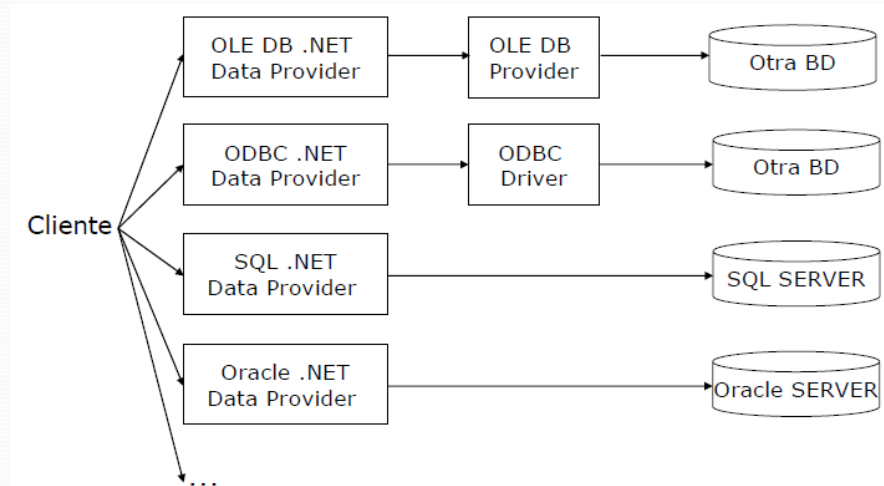 OLE DB .NET
Data Provider
OLE DB
Provider
Otra BD
ODBC .NET
Data Provider
ODBC
Driver
Otra BD
Cliente
SQL .NET
Data Provider
SQL SERVER
Oracle .NET
Data Provider
Oracle SERVER
...